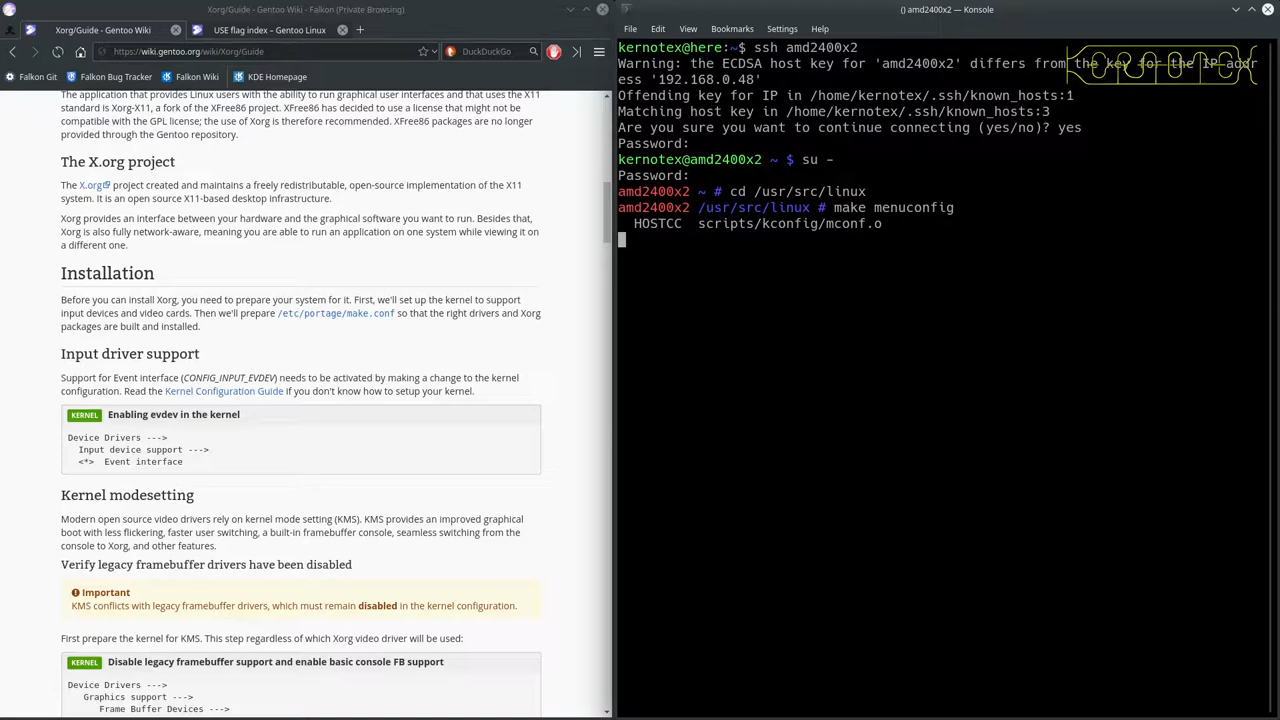 Xorg/Guide - Gentoo Wiki - Falkon (Private Browsing)
Xorg/Guide - Gentoo Wiki
USE flag index – Gentoo Linux
https://wiki.gentoo.org/wiki/Xorg/Guide
DuckDuckGo
Falkon Git
Falkon Bug Tracker
Falkon Wiki
KDE Homepage
The application that provides Linux users with the ability to run graphical user interfaces and that uses the X11
standard is Xorg-X11, a fork of the XFree86 project. XFree86 has decided to use a license that might not be
compatible with the GPL license; the use of Xorg is therefore recommended. XFree86 packages are no longer
provided through the Gentoo repository.
The X.org project
The X.org project created and maintains a freely redistributable, open-source implementation of the X11
system. It is an open source X11-based desktop infrastructure.
Xorg provides an interface between your hardware and the graphical software you want to run. Besides that,
Xorg is also fully network-aware, meaning you are able to run an application on one system while viewing it on
a different one.
Installation
Before you can install Xorg, you need to prepare your system for it. First, we'll set up the kernel to support
input devices and video cards. Then we'll prepare /etc/portage/make.conf so that the right drivers and Xorg
packages are built and installed.
Input driver support
Support for Event interface (CONFIG_INPUT_EVDEV) needs to be activated by making a change to the kernel
configuration. Read the Kernel Configuration Guide if you don't know how to setup your kernel.
KERNEL Enabling evdev in the kernel
Device Drivers --->
Input device support --->
<*> Event interface
Kernel modesetting
Modern open source video drivers rely on kernel mode setting (KMS). KMS provides an improved graphical
boot with less flickering, faster user switching, a built-in framebuffer console, seamless switching from the
console to Xorg, and other features.
Verify legacy framebuffer drivers have been disabled
Important
KMS conflicts with legacy framebuffer drivers, which must remain disabled in the kernel configuration.
First prepare the kernel for KMS. This step regardless of which Xorg video driver will be used:
KERNEL Disable legacy framebuffer support and enable basic console FB support
Device Drivers --->
Graphics support --->
Frame Buffer Devices --->
() amd2400x2 — Konsole
File Edit View Bookmarks Settings Help
kernotex@here:~$ ssh amd2400x2
Warning: the ECDSA host key for 'amd2400x2' differs from the key for the IP addr
ess '192.168.0.48'
Offending key for IP in /home/kernotex/.ssh/known_hosts:1
Matching host key in /home/kernotex/.ssh/known_hosts:3
Are you sure you want to continue connecting (yes/no)? yes
Password:
kernotex@amd2400x2 ~ $ su -
Password:
amd2400x2 ~ # cd /usr/src/linux
amd2400x2 /usr/src/linux # make menuconfig
HOSTCC scripts/kconfig/mconf.o